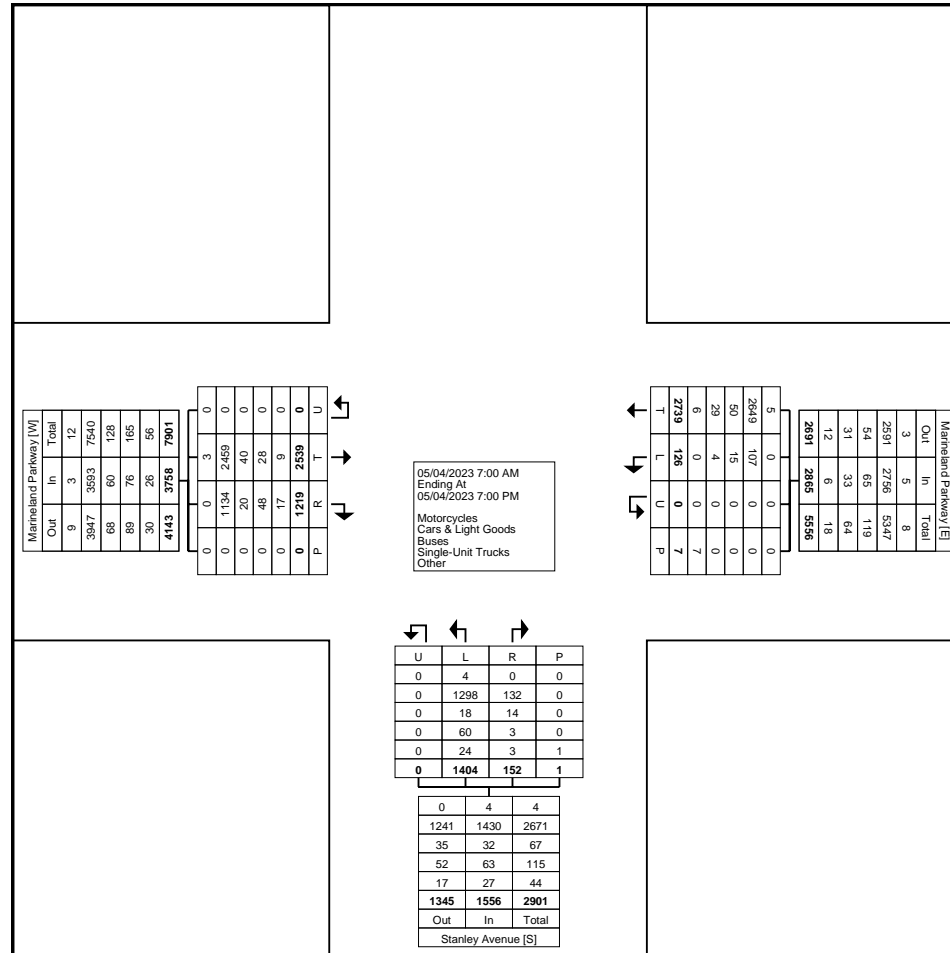 Marineland Parkway [W]
Out In Total
9 3 12
3947 3593 7540
68 60 128
89 76 165
30 26 56
4143 3758 7901
0 0 3 0
0 1134 2459 0
0 20 40 0
0 48 28 0
0 17 9 0
0 1219 2539 0
P R T U
05/04/2023 7:00 AM
Ending At
05/04/2023 7:00 PM
Motorcycles
Cars & Light Goods
Buses
Single-Unit Trucks
Other
Marineland Parkway [E]
Out In Total
3 5 8
2591 2756 5347
54 65 119
31 33 64
12 6 18
2691 2865 5556
5 0 0 0
2649 107 0 0
50 15 0 0
29 4 0 0
6 0 0 7
2739 126 0 7
T L U P
U L R P
0 4 0 0
0 1298 132 0
0 18 14 0
0 60 3 0
0 24 3 1
0 1404 152 1
0 4 4
1241 1430 2671
35 32 67
52 63 115
17 27 44
1345 1556 2901
Out In Total
Stanley Avenue [S]